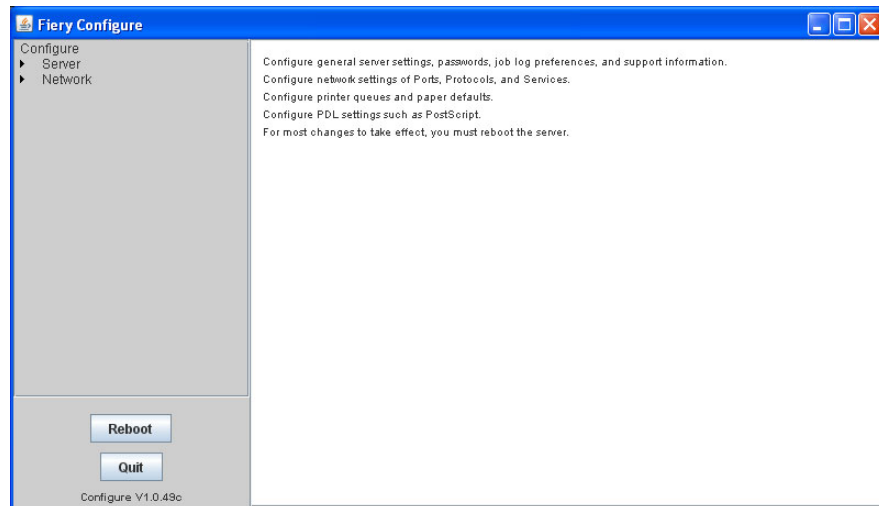 Fiery Configure
Configure
Server
Network
Configure general server settings, passwords, job log preferences, and support information.
Configure network settings of Ports, Protocols, and Services.
Configure printer queues and paper defaults.
Configure PDL settings such as PostScript.
For most changes to take effect, you must reboot the server.
Reboot
Quit
Configure V1.0.49c